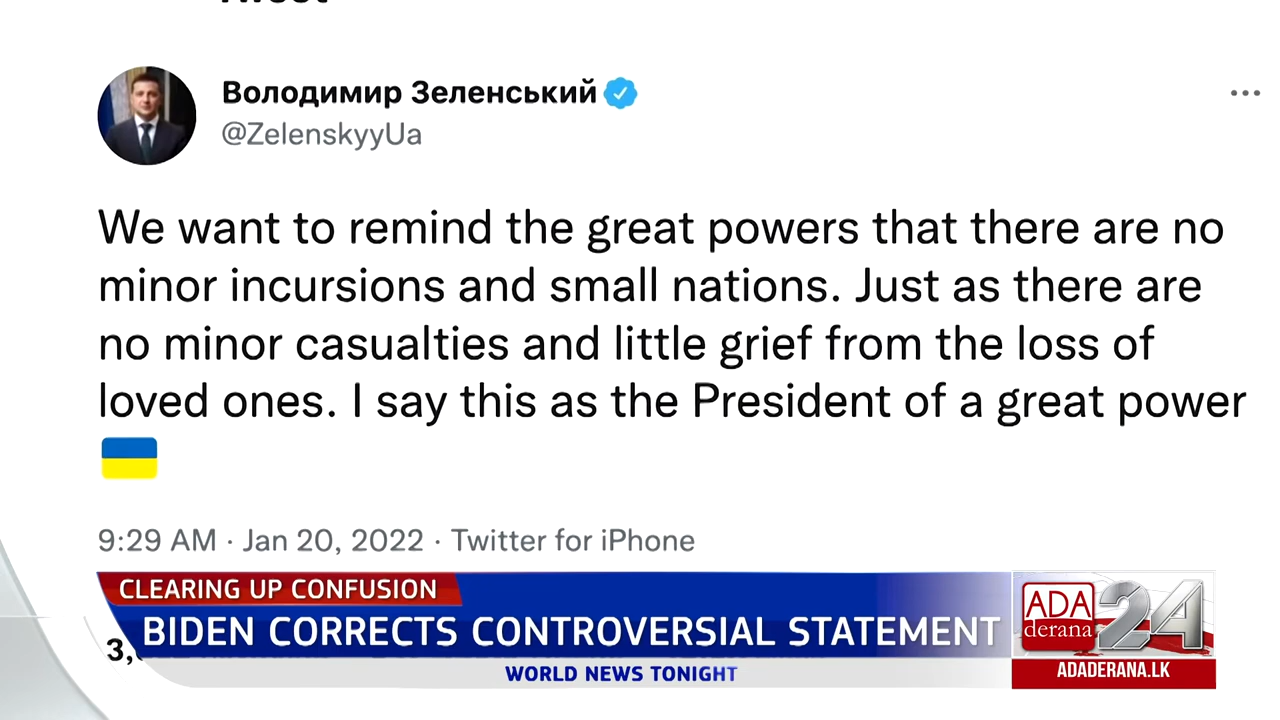 Володимир Зеленський
@ZelenskyyUa
We want to remind the great powers that there are no
minor incursions and small nations. Just as there are
no minor casualties and little grief from the loss of
loved ones. I say this as the President of a great power
9:29 AM · Jan 20, 2022 · Twitter for iPhone
CLEARING UP CONFUSION
BIDEN CORRECTS CONTROVERSIAL STATEMENT
WORLD NEWS TONIGHT
ADA
derana
24
ADADERANA.LK